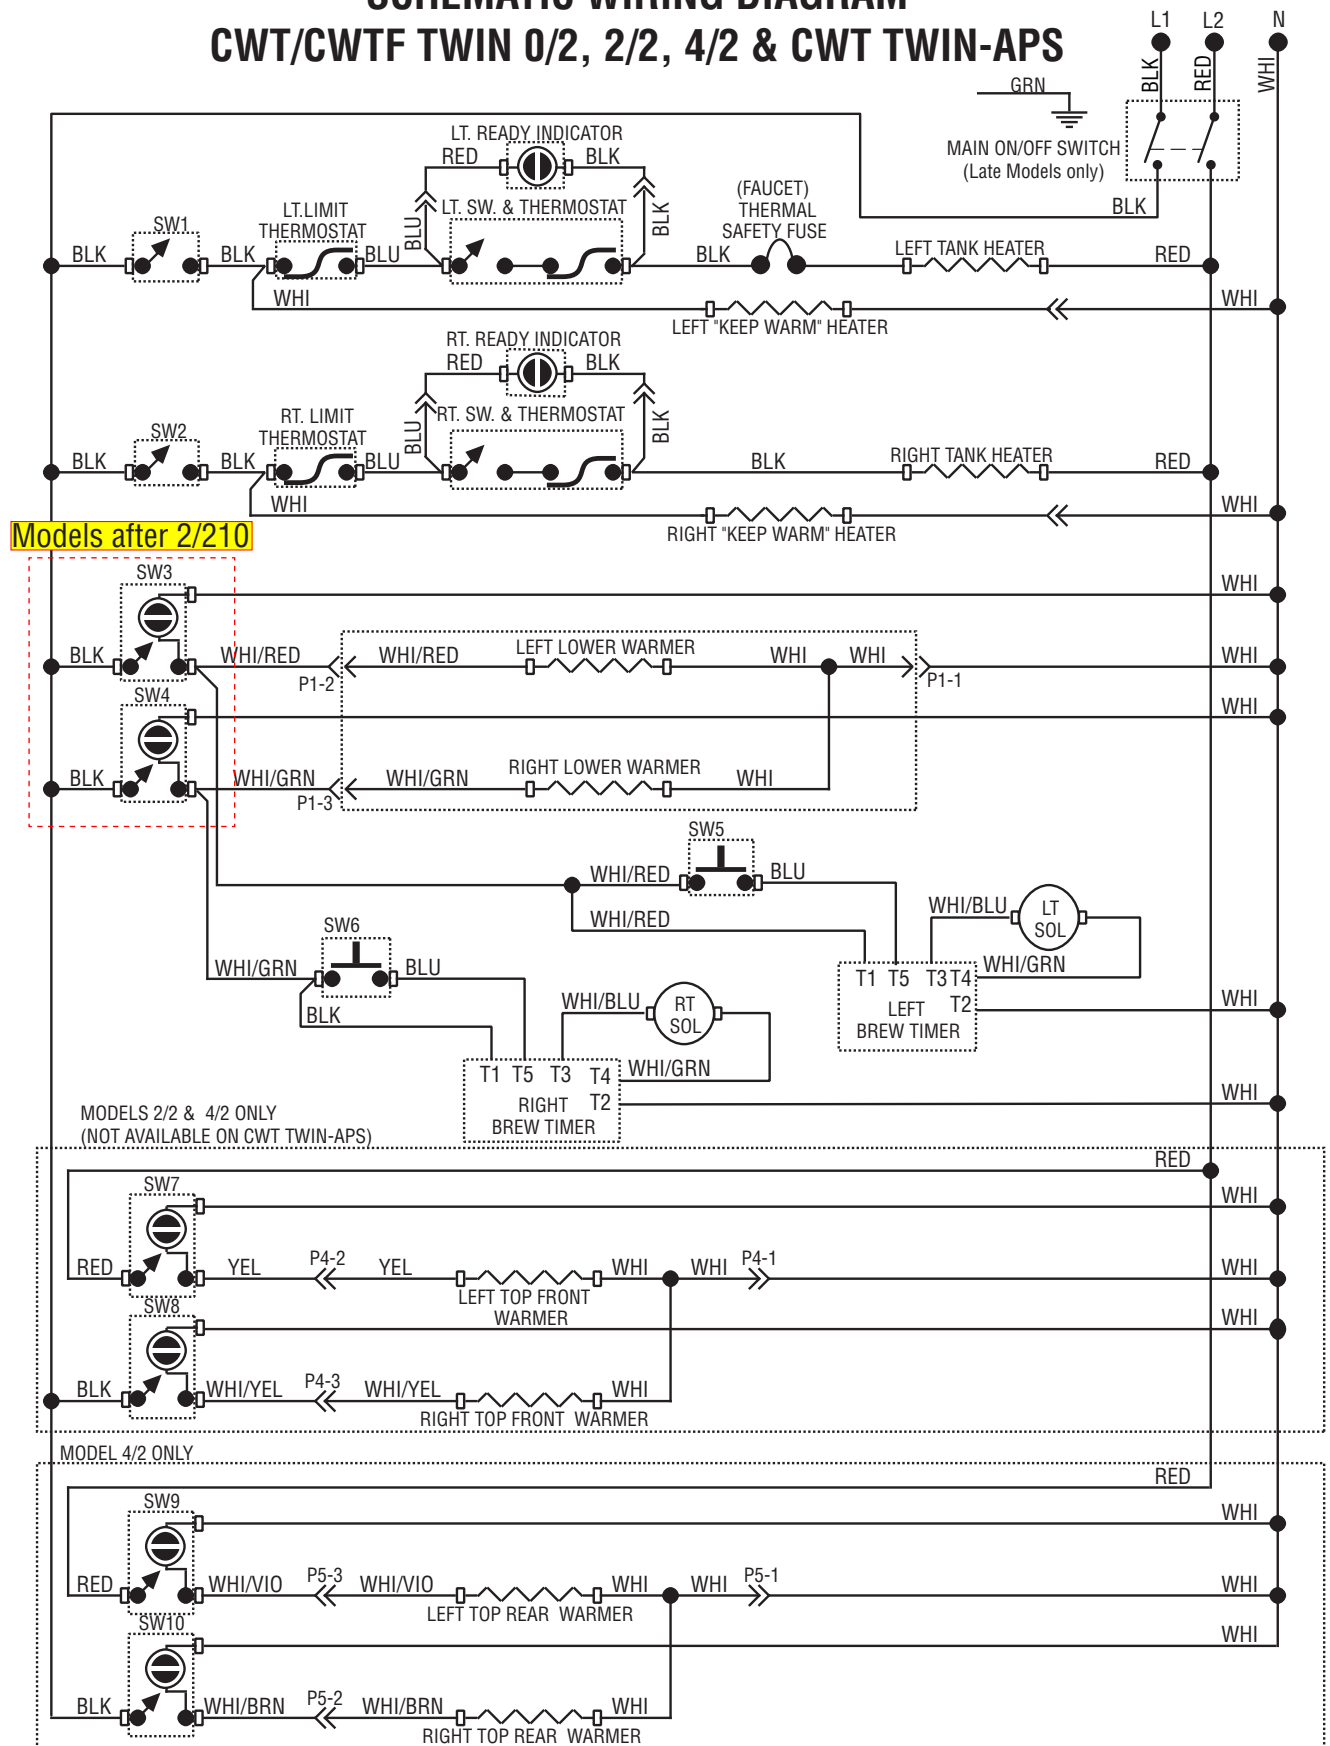 SCHEMATIC WIRING DIAGRAM
CWT/CWTF TWIN 0/2, 2/2, 4/2 & CWT TWIN-APS
L1 L2 N
BLK RED WHI
GRN
MAIN ON/OFF SWITCH
(Late Models only)
BLK
LT. READY INDICATOR
RED BLK
BLU LT. SW. & THERMOSTAT BLK
(FAUCET)
THERMAL
SAFETY FUSE
SW1
LT.LIMIT
THERMOSTAT
BLK BLK BLU BLK LEFT TANK HEATER RED
WHI LEFT "KEEP WARM" HEATER WHI
RT. READY INDICATOR
RED BLK
BLU RT. SW. & THERMOSTAT BLK
SW2
RT. LIMIT
THERMOSTAT
BLK BLK BLU BLK RIGHT TANK HEATER RED
WHI RIGHT "KEEP WARM" HEATER WHI
Models after 2/210
SW3 WHI
BLK WHI/RED P1-2 WHI/RED LEFT LOWER WARMER WHI WHI P1-1 WHI
SW4 WHI
BLK WHI/GRN P1-3 WHI/GRN RIGHT LOWER WARMER WHI
SW5
WHI/RED BLU
WHI/RED
WHI/BLU LT SOL
WHI/GRN
T1 T5 T3 T4
T2 WHI
LEFT
BREW TIMER
SW6
WHI/GRN BLU
BLK
WHI/BLU RT SOL
WHI/GRN
T1 T5 T3 T4
T2 WHI
RIGHT
BREW TIMER
MODELS 2/2 & 4/2 ONLY
(NOT AVAILABLE ON CWT TWIN-APS)
RED
SW7 WHI
RED YEL P4-2 YEL WHI WHI P4-1 WHI
LEFT TOP FRONT
WARMER
SW8 WHI
BLK WHI/YEL P4-3 WHI/YEL WHI
RIGHT TOP FRONT WARMER
MODEL 4/2 ONLY
RED
SW9 WHI
RED WHI/VIO P5-3 WHI/VIO WHI WHI P5-1 WHI
LEFT TOP REAR WARMER
SW10 WHI
BLK WHI/BRN P5-2 WHI/BRN WHI
RIGHT TOP REAR WARMER